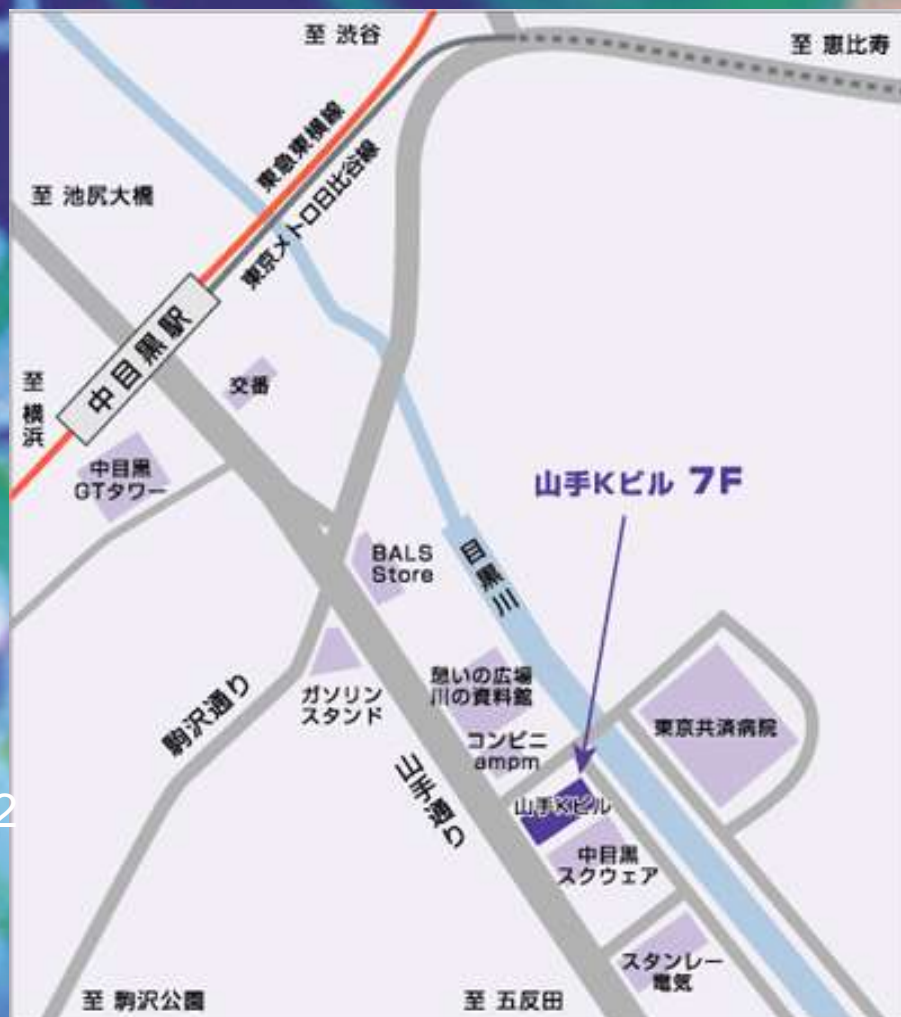 至 渋谷
至 恵比寿
東急東横線
東京メトロ日比谷線
至 池尻大橋
中目黒駅
至 横浜
交番
中目黒
GTタワー
山手Kビル 7F
BALS
Store
目黒川
憩いの広場
川の資料館
ガソリン
スタンド
駒沢通り
コンビニ
ampm
東京共済病院
山手通り
山手Kビル
2
中目黒
スクウェア
スタンレー
電気
至 駒沢公園
至 五反田